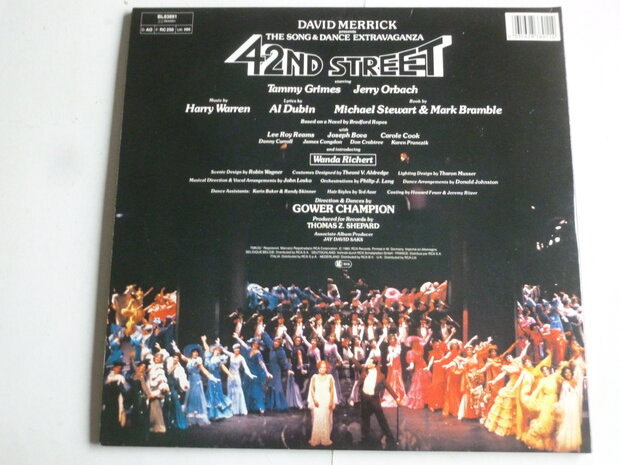 BL83891
D: AG F: RC 250 UK: HH
DAVID MERRICK
presents
THE SONG & DANCE EXTRAVAGANZA
42ND STREET
starring
Tammy Grimes Jerry Orbach
Music by Lyrics by Book by
Harry Warren Al Dubin Michael Stewart & Mark Bramble
Based on a Novel by Bradford Ropes
with
Lee Roy Reams Joseph Bova Carole Cook
Danny Carroll James Congdon Don Crabtree Karen Prunczik
and introducing
Wanda Richert
Scenic Design by Robin Wagner Costumes Designed by Theoni V. Aldredge Lighting Design by Tharon Musser
Musical Direction & Vocal Arrangements by John Lesko Orchestrations by Philip J. Lang Dance Arrangements by Donald Johnston
Dance Assistants: Karin Baker & Randy Skinner Hair Styles by Ted Azar Casting by Howard Feuer & Jeremy Ritzer
Direction & Dances by
GOWER CHAMPION
Produced for Records by
THOMAS Z. SHEPARD
Associate Album Producer
JAY DAVID SAKS